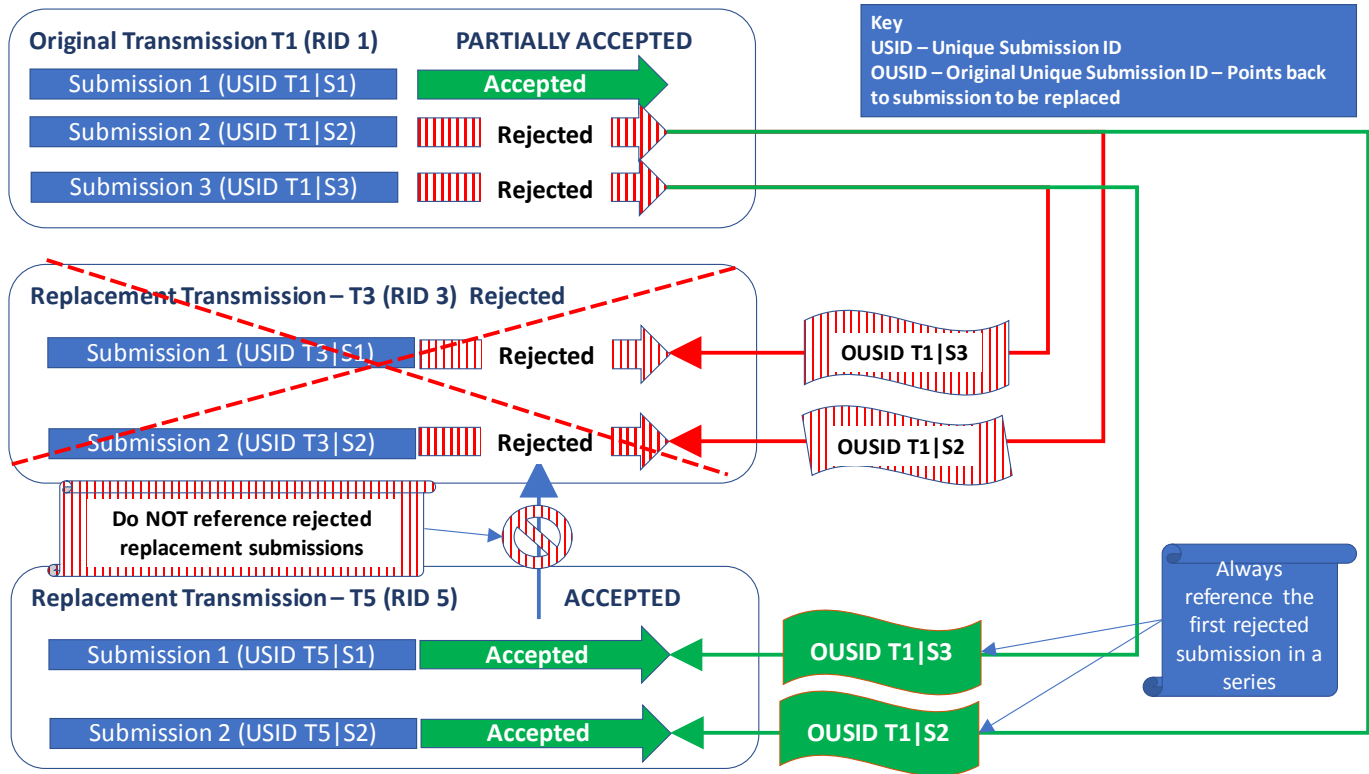 Original Transmission T1 (RID 1) PARTIALLY ACCEPTED
Submission 1 (USID T1|S1) Accepted
Submission 2 (USID T1|S2) Rejected
Submission 3 (USID T1|S3) Rejected
Key
USID – Unique Submission ID
OUSID – Original Unique Submission ID – Points back
to submission to be replaced
Replacement Transmission – T3 (RID 3) Rejected
Submission 1 (USID T3|S1) Rejected
OUSID T1|S3
Submission 2 (USID T3|S2) Rejected
OUSID T1|S2
Do NOT reference rejected
replacement submissions
Replacement Transmission – T5 (RID 5) ACCEPTED
Submission 1 (USID T5|S1) Accepted
OUSID T1|S3
Submission 2 (USID T5|S2) Accepted
OUSID T1|S2
Always
reference the
first rejected
submission in a
series